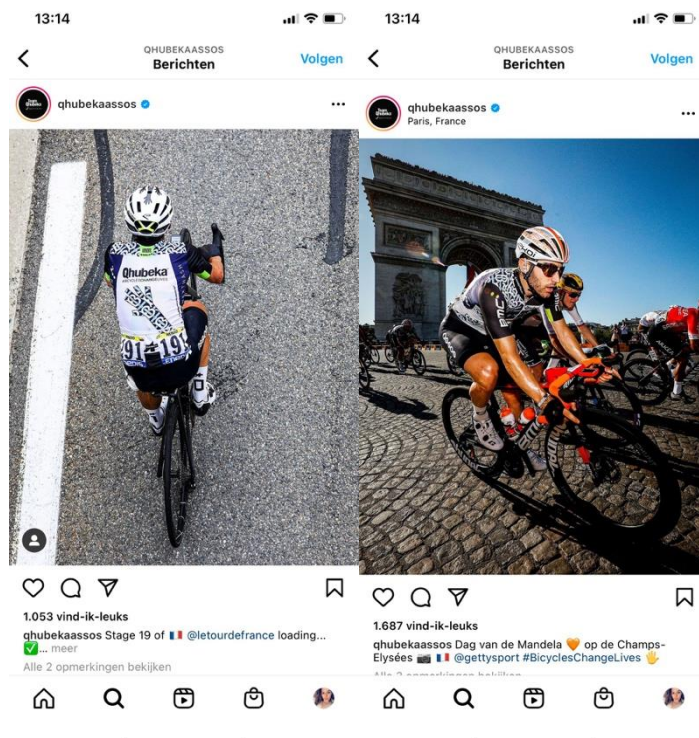 13:14
QHUBEKAASSOS
Berichten
Volgen
qhubekaassos
Qhubeka
1.053 vind-ik-leuks
qhubekaassos Stage 19 of 🇫🇷 @letourdefrance loading...
✅... meer
Alle 2 opmerkingen bekijken
13:14
QHUBEKAASSOS
Berichten
Volgen
qhubekaassos
Paris, France
1.687 vind-ik-leuks
qhubekaassos Dag van de Mandela 🧡 op de Champs-
Elysées 📷 🇫🇷 @gettysport #BicyclesChangeLives 🖐